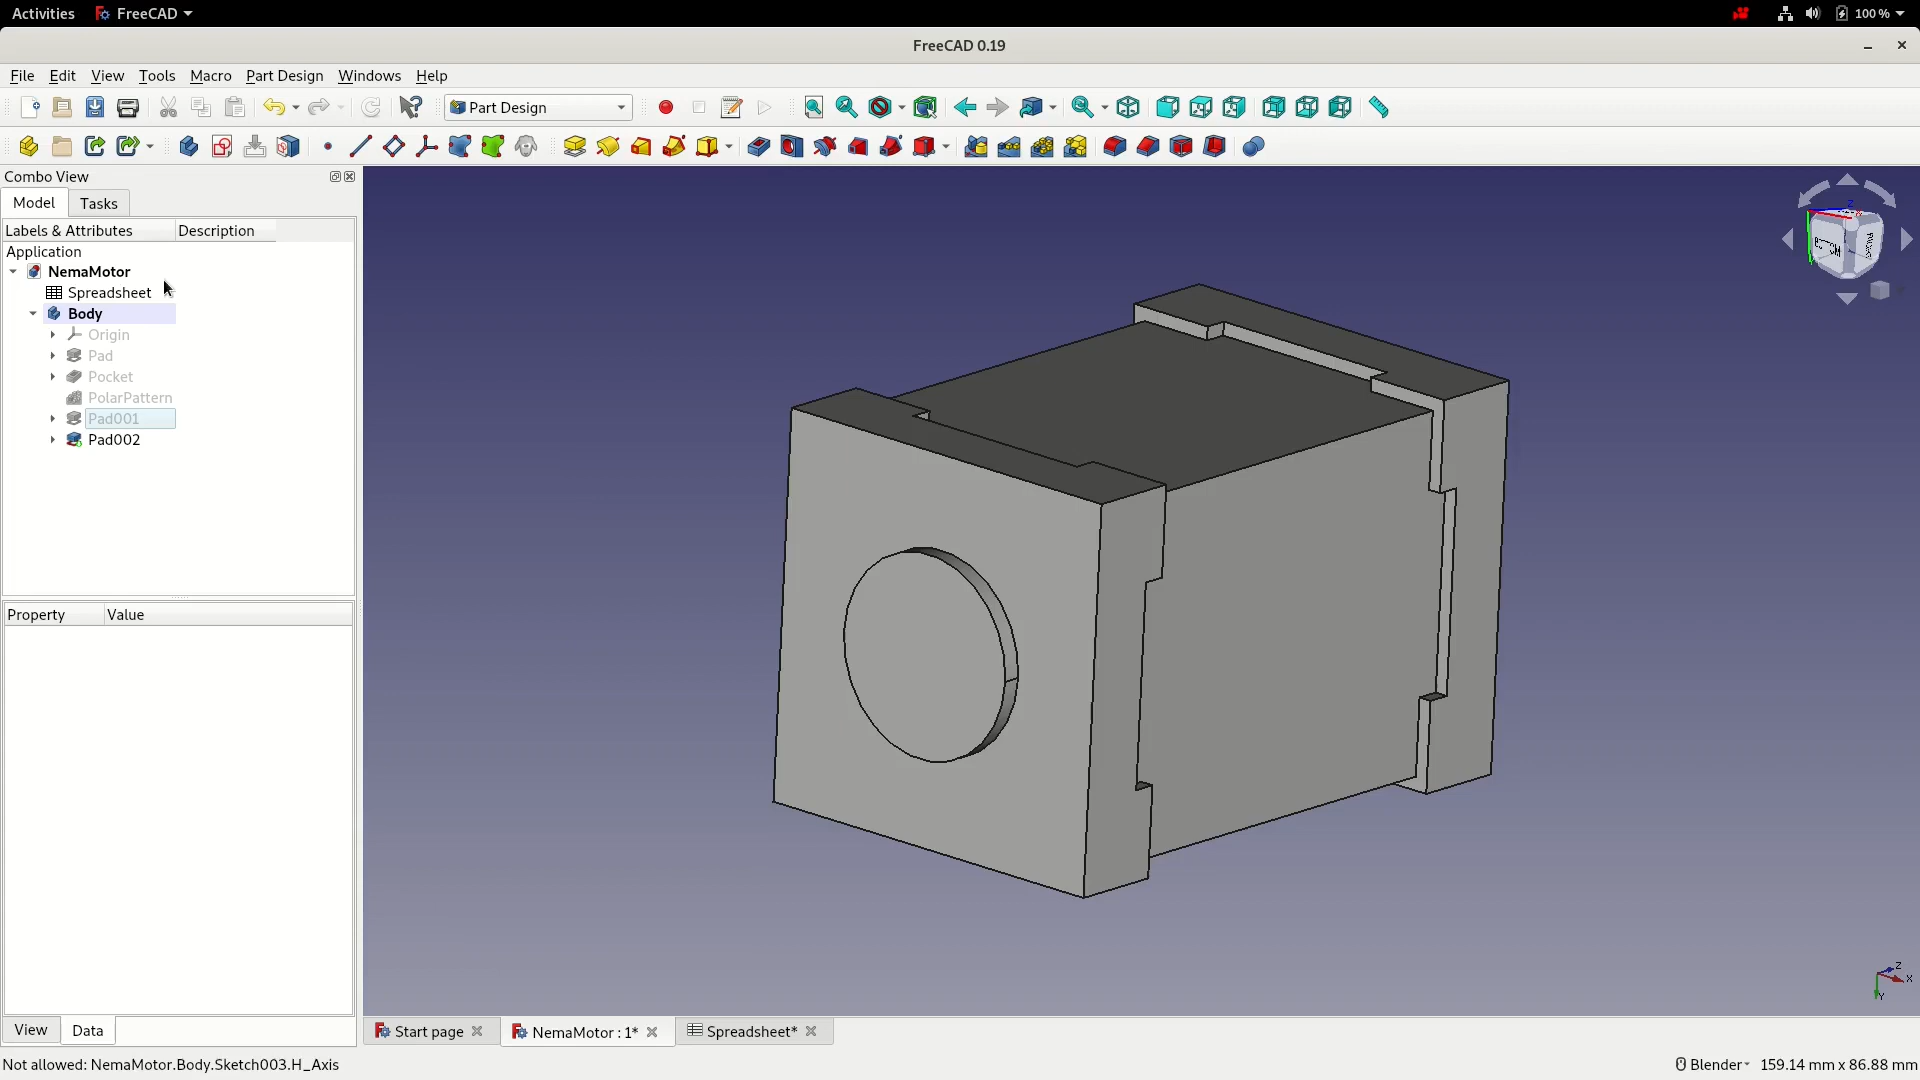 Activities FreeCAD 100 %
FreeCAD 0.19
File Edit View Tools Macro Part Design Windows Help
Part Design
Combo View
Model Tasks
Labels & Attributes Description
Application
NemaMotor
Spreadsheet
Body
Origin
Pad
Pocket
PolarPattern
Pad001
Pad002
Property Value
View Data
Start page NemaMotor : 1* Spreadsheet*
Z
X
Y
Not allowed: NemaMotor.Body.Sketch003.H_Axis
Blender 159.14 mm x 86.88 mm